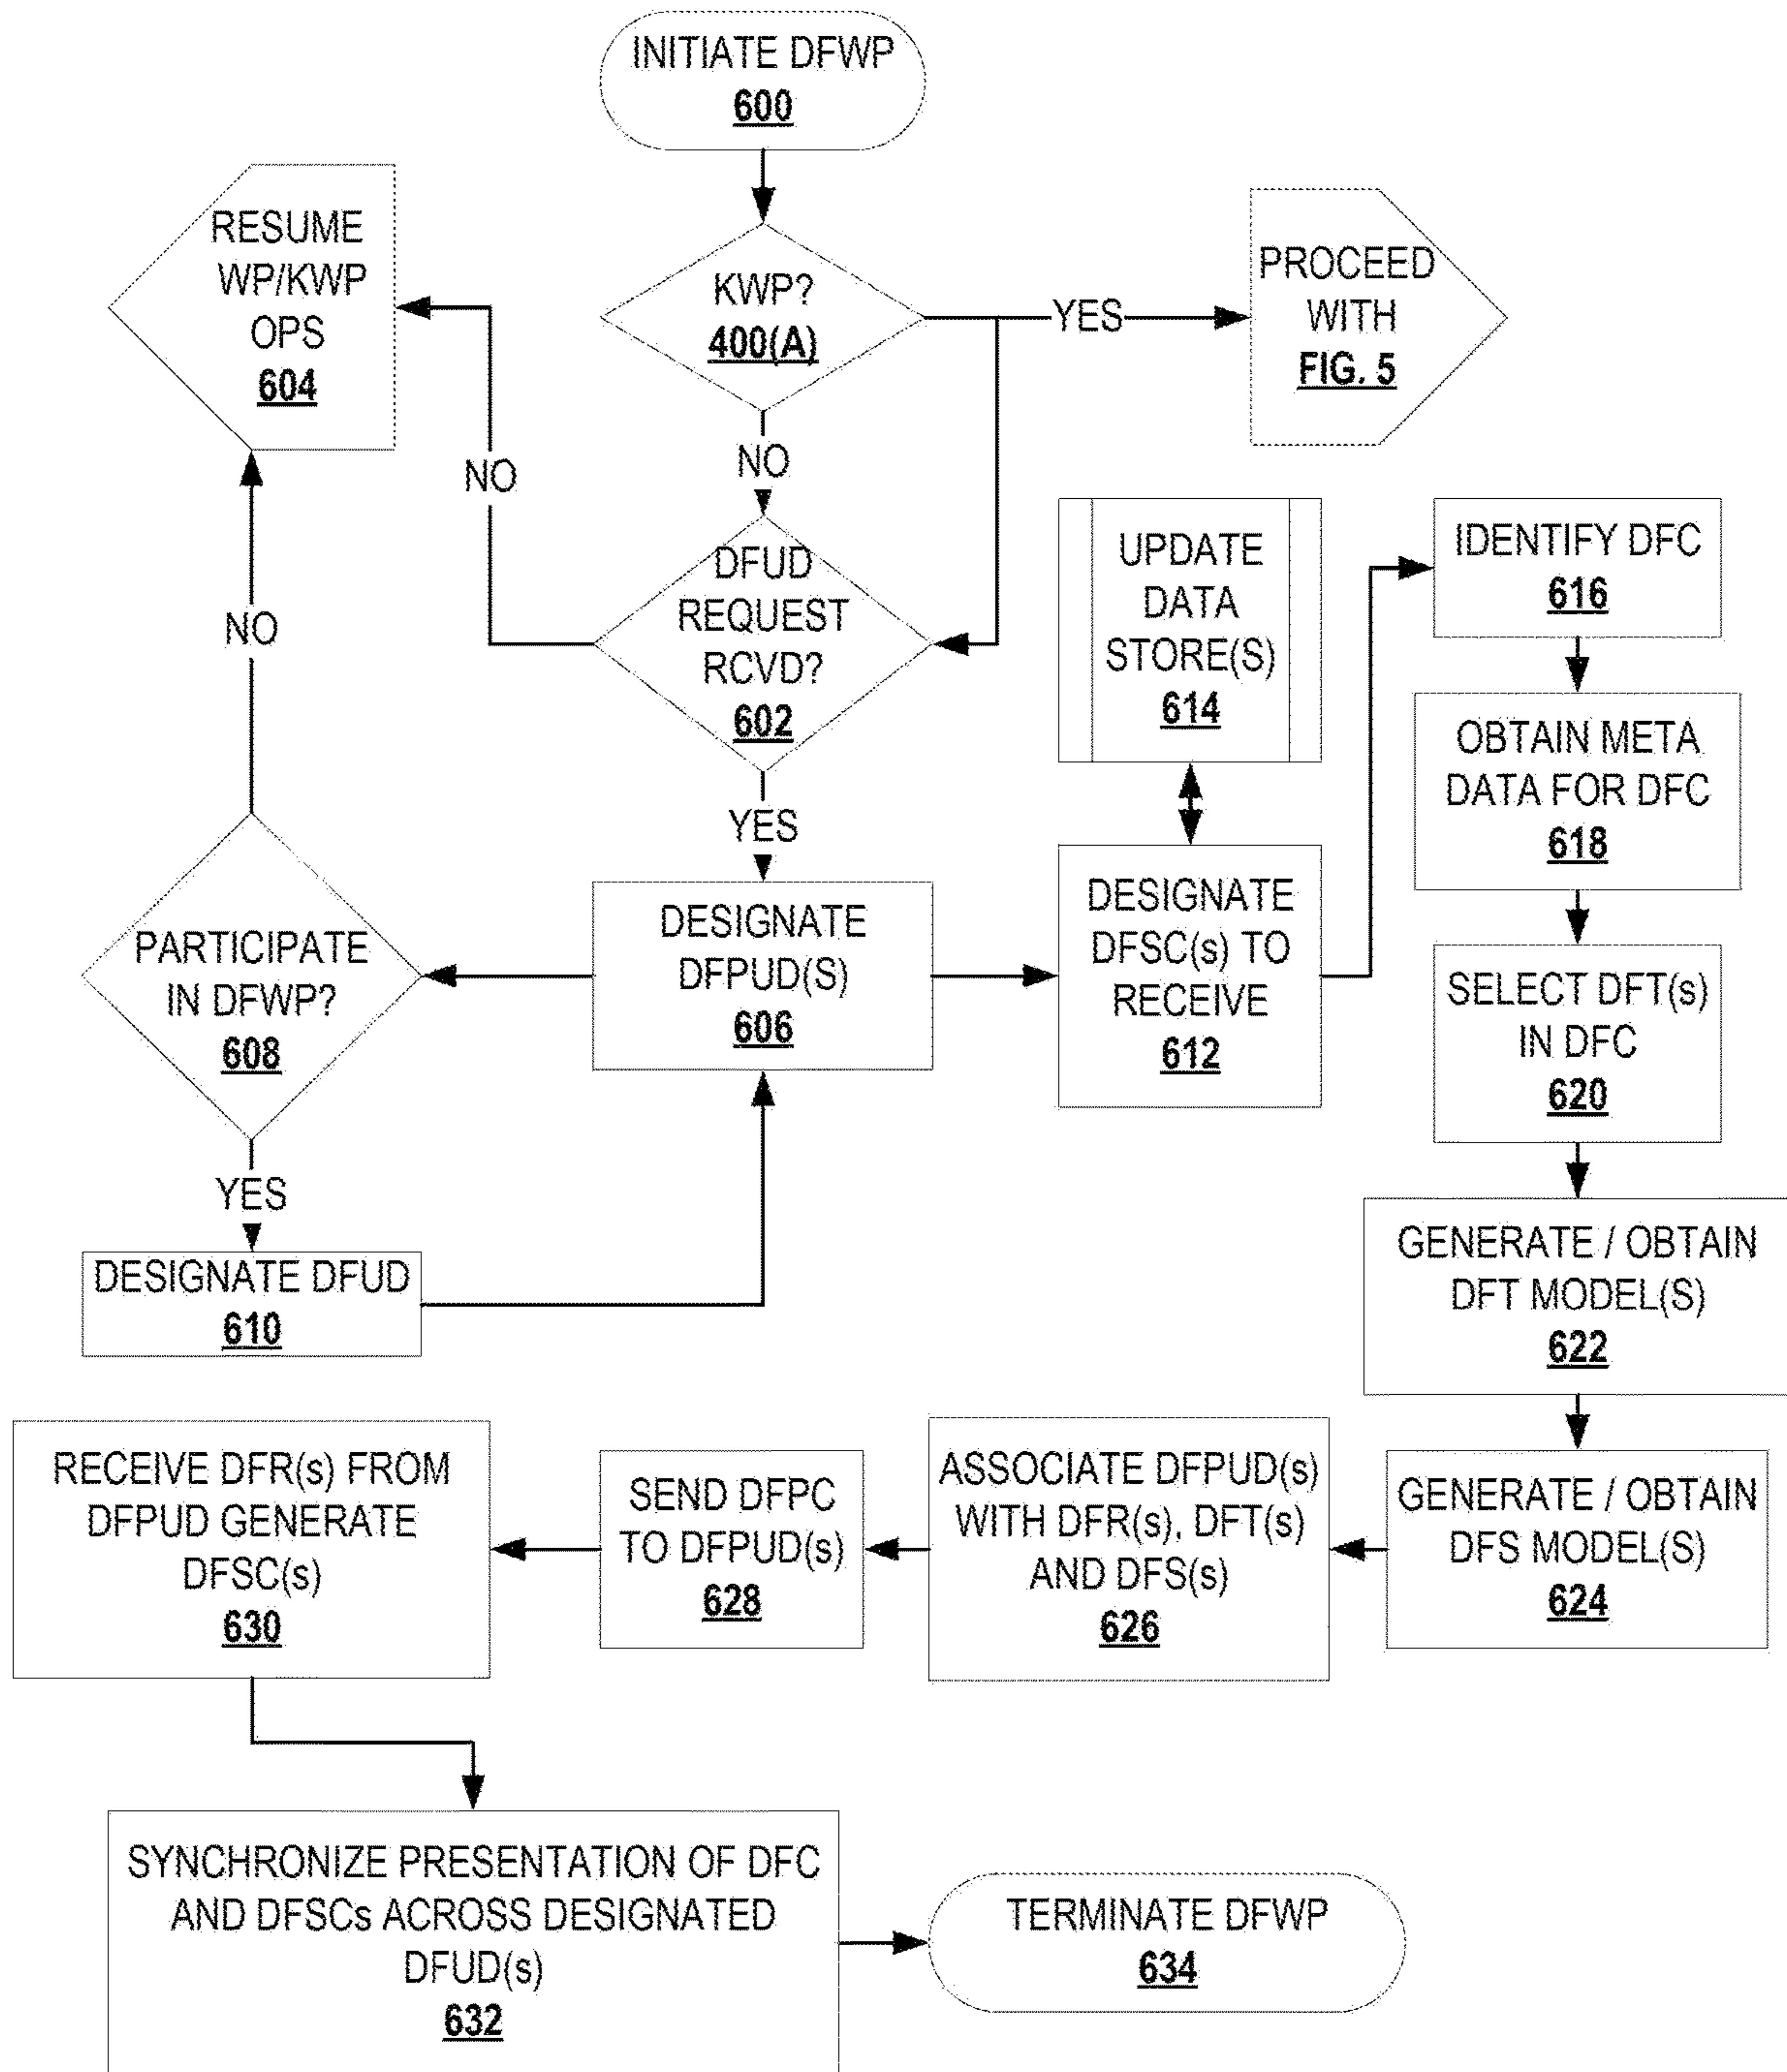 INITIATE DFWP
600
RESUME
WP/KWP
OPS
604
KWP?
400(A)
YES
PROCEED
WITH
FIG. 5
NO
NO
NO
DFUD
REQUEST
RCVD?
602
YES
UPDATE
DATA
STORE(S)
614
IDENTIFY DFC
616
OBTAIN META
DATA FOR DFC
618
PARTICIPATE
IN DFWP?
608
DESIGNATE
DFPUD(S)
606
DESIGNATE
DFSC(s) TO
RECEIVE
612
SELECT DFT(s)
IN DFC
620
YES
DESIGNATE DFUD
610
GENERATE / OBTAIN
DFT MODEL(S)
622
RECEIVE DFR(s) FROM
DFPUD GENERATE
DFSC(s)
630
SEND DFPC
TO DFPUD(s)
628
ASSOCIATE DFPUD(s)
WITH DFR(s), DFT(s)
AND DFS(s)
626
GENERATE / OBTAIN
DFS MODEL(S)
624
SYNCHRONIZE PRESENTATION OF DFC
AND DFSCs ACROSS DESIGNATED
DFUD(s)
632
TERMINATE DFWP
634